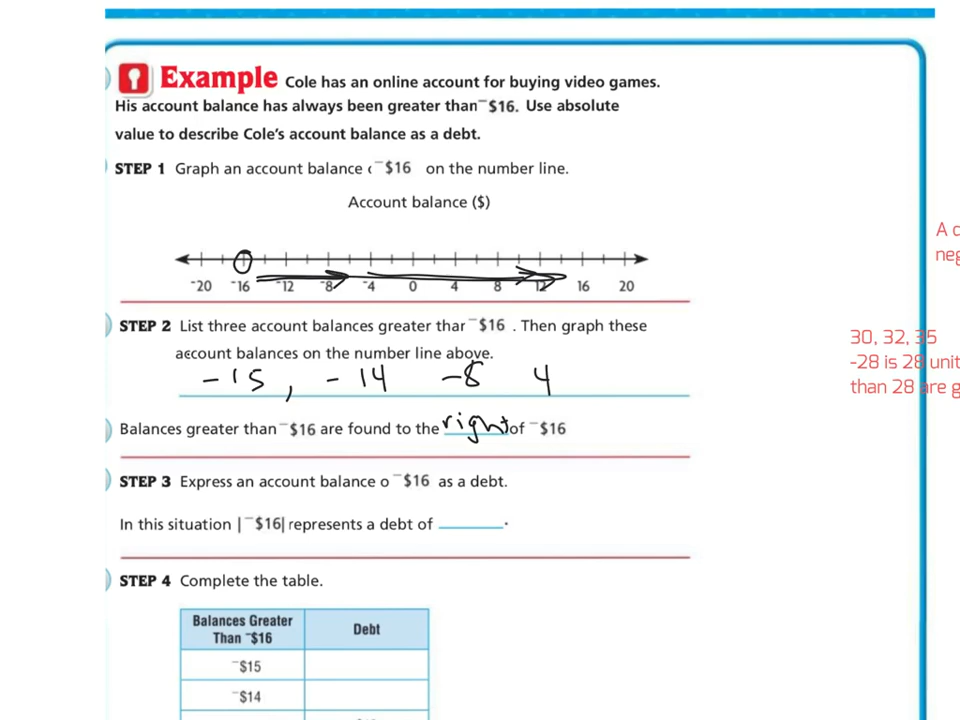 Example Cole has an online account for buying video games.
His account balance has always been greater than ⁻$16. Use absolute
value to describe Cole's account balance as a debt.
STEP 1 Graph an account balance ⁻$16 on the number line.
Account balance ($)
⁻20 ⁻16 ⁻12 ⁻8 ⁻4 0 4 8 12 16 20
STEP 2 List three account balances greater thar ⁻$16 . Then graph these
account balances on the number line above.
-15, -14 -8 4
Balances greater than ⁻$16 are found to the right of ⁻$16
STEP 3 Express an account balance o ⁻$16 as a debt.
In this situation |⁻$16| represents a debt of ______.
STEP 4 Complete the table.
Balances Greater
Than ⁻$16
Debt
⁻$15
⁻$14
A
neg
30, 32, 35
-28 is 28 unit
than 28 are g